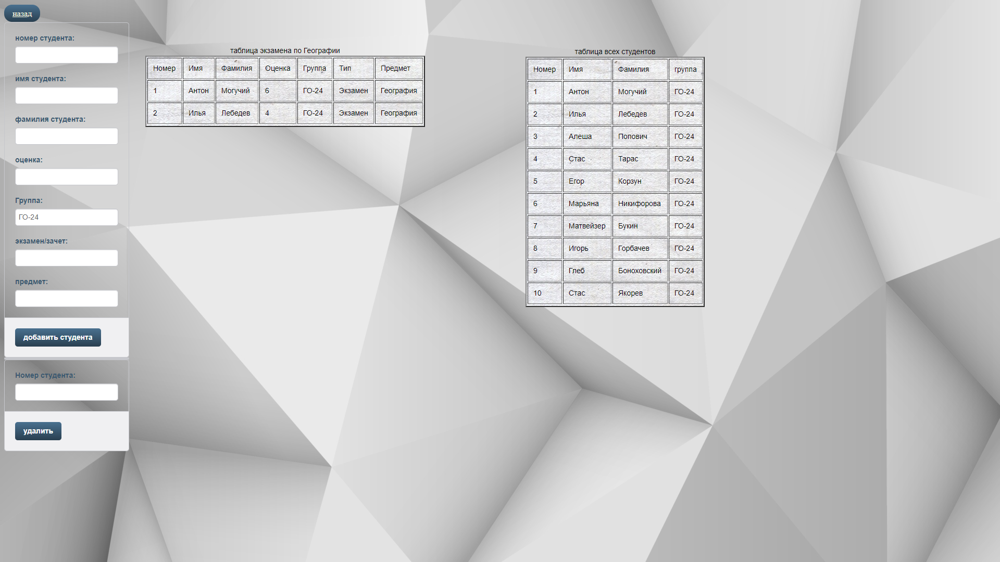 назад
номер студента:
имя студента:
фамилия студента:
оценка:
Группа:
ГО-24
экзамен/зачет:
предмет:
добавить студента
Номер студента:
удалить
таблица экзамена по Географии
Номер Имя Фамилия Оценка Группа Тип Предмет
1 Антон Могучий 6 ГО-24 Экзамен География
2 Илья Лебедев 4 ГО-24 Экзамен География
таблица всех студентов
Номер Имя Фамилия группа
1 Антон Могучий ГО-24
2 Илья Лебедев ГО-24
3 Алеша Попович ГО-24
4 Стас Тарас ГО-24
5 Егор Корзун ГО-24
6 Марьяна Никифорова ГО-24
7 Матвейзер Букин ГО-24
8 Игорь Горбачев ГО-24
9 Глеб Боноховский ГО-24
10 Стас Якорев ГО-24